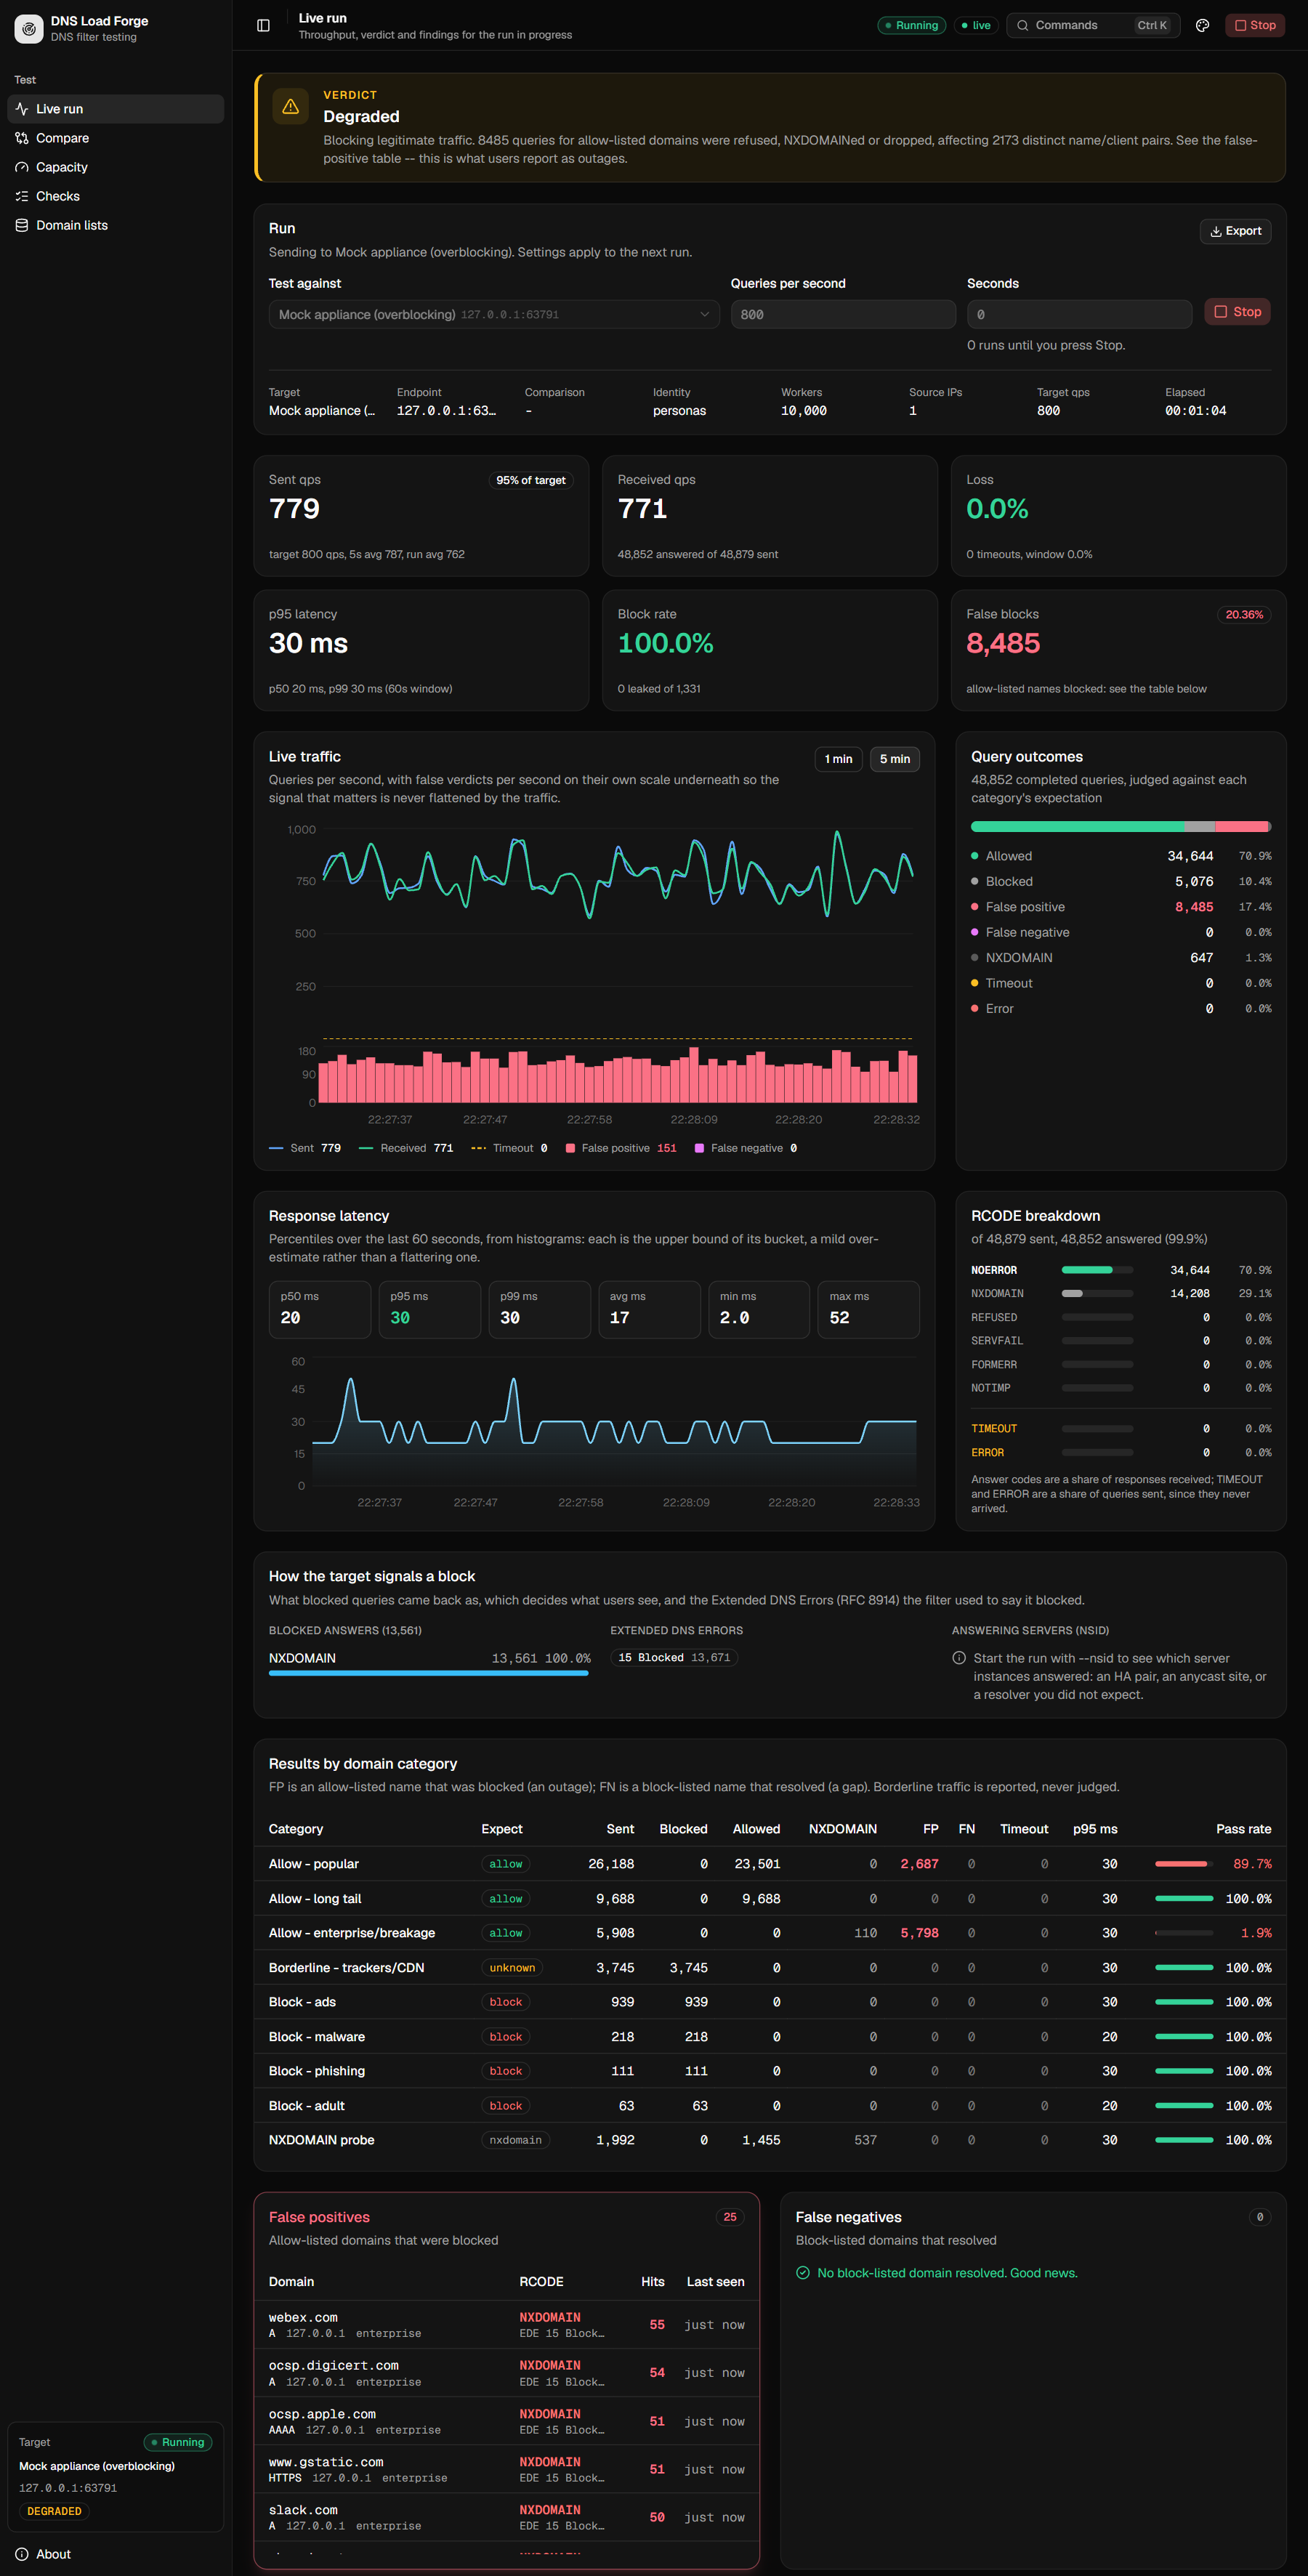 DNS Load Forge
DNS filter testing
Test
Live run
Compare
Capacity
Checks
Domain lists
Target
Running
Mock appliance (overblocking)
127.0.0.1:63791
DEGRADED
About
Live run
Throughput, verdict and findings for the run in progress
Running
live
Commands
Ctrl K
Stop
VERDICT
Degraded
Blocking legitimate traffic. 8485 queries for allow-listed domains were refused, NXDOMAINed or dropped, affecting 2173 distinct name/client pairs. See the false-
positive table -- this is what users report as outages.
Run
Export
Sending to Mock appliance (overblocking). Settings apply to the next run.
Test against
Queries per second
Seconds
Mock appliance (overblocking) 127.0.0.1:63791
800
0
Stop
0 runs until you press Stop.
Target Endpoint Comparison Identity Workers Source IPs Target qps Elapsed
Mock appliance (… 127.0.0.1:63… - personas 10,000 1 800 00:01:04
Sent qps
95% of target
779
target 800 qps, 5s avg 787, run avg 762
Received qps
771
48,852 answered of 48,879 sent
Loss
0.0%
0 timeouts, window 0.0%
p95 latency
30 ms
p50 20 ms, p99 30 ms (60s window)
Block rate
100.0%
0 leaked of 1,331
False blocks
20.36%
8,485
allow-listed names blocked: see the table below
Live traffic
1 min
5 min
Queries per second, with false verdicts per second on their own scale underneath so the
signal that matters is never flattened by the traffic.
1,000
750
500
250
180
90
0
22:27:37 22:27:47 22:27:58 22:28:09 22:28:20 22:28:32
Sent 779 Received 771 Timeout 0 False positive 151 False negative 0
Query outcomes
48,852 completed queries, judged against each
category's expectation
Allowed 34,644 70.9%
Blocked 5,076 10.4%
False positive 8,485 17.4%
False negative 0 0.0%
NXDOMAIN 647 1.3%
Timeout 0 0.0%
Error 0 0.0%
Response latency
Percentiles over the last 60 seconds, from histograms: each is the upper bound of its bucket, a mild over-
estimate rather than a flattering one.
p50 ms p95 ms p99 ms avg ms min ms max ms
20 30 30 17 2.0 52
60
45
30
15
0
22:27:37 22:27:47 22:27:58 22:28:09 22:28:20 22:28:33
RCODE breakdown
of 48,879 sent, 48,852 answered (99.9%)
NOERROR 34,644 70.9%
NXDOMAIN 14,208 29.1%
REFUSED 0 0.0%
SERVFAIL 0 0.0%
FORMERR 0 0.0%
NOTIMP 0 0.0%
TIMEOUT 0 0.0%
ERROR 0 0.0%
Answer codes are a share of responses received; TIMEOUT
and ERROR are a share of queries sent, since they never
arrived.
How the target signals a block
What blocked queries came back as, which decides what users see, and the Extended DNS Errors (RFC 8914) the filter used to say it blocked.
BLOCKED ANSWERS (13,561)
NXDOMAIN 13,561 100.0%
EXTENDED DNS ERRORS
15 Blocked 13,671
ANSWERING SERVERS (NSID)
Start the run with --nsid to see which server
instances answered: an HA pair, an anycast site, or
a resolver you did not expect.
Results by domain category
FP is an allow-listed name that was blocked (an outage); FN is a block-listed name that resolved (a gap). Borderline traffic is reported, never judged.
Category Expect Sent Blocked Allowed NXDOMAIN FP FN Timeout p95 ms Pass rate
Allow - popular allow 26,188 0 23,501 0 2,687 0 0 30 89.7%
Allow - long tail allow 9,688 0 9,688 0 0 0 0 30 100.0%
Allow - enterprise/breakage allow 5,908 0 0 110 5,798 0 0 30 1.9%
Borderline - trackers/CDN unknown 3,745 3,745 0 0 0 0 0 30 100.0%
Block - ads block 939 939 0 0 0 0 0 30 100.0%
Block - malware block 218 218 0 0 0 0 0 20 100.0%
Block - phishing block 111 111 0 0 0 0 0 30 100.0%
Block - adult block 63 63 0 0 0 0 0 20 100.0%
NXDOMAIN probe nxdomain 1,992 0 1,455 537 0 0 0 30 100.0%
False positives
25
Allow-listed domains that were blocked
Domain RCODE Hits Last seen
webex.com NXDOMAIN 55 just now
A 127.0.0.1 enterprise EDE 15 Block…
ocsp.digicert.com NXDOMAIN 54 just now
A 127.0.0.1 enterprise EDE 15 Block…
ocsp.apple.com NXDOMAIN 51 just now
AAAA 127.0.0.1 enterprise EDE 15 Block…
www.gstatic.com NXDOMAIN 51 just now
HTTPS 127.0.0.1 enterprise EDE 15 Block…
slack.com NXDOMAIN 50 just now
A 127.0.0.1 enterprise EDE 15 Block…
False negatives
0
Block-listed domains that resolved
No block-listed domain resolved. Good news.